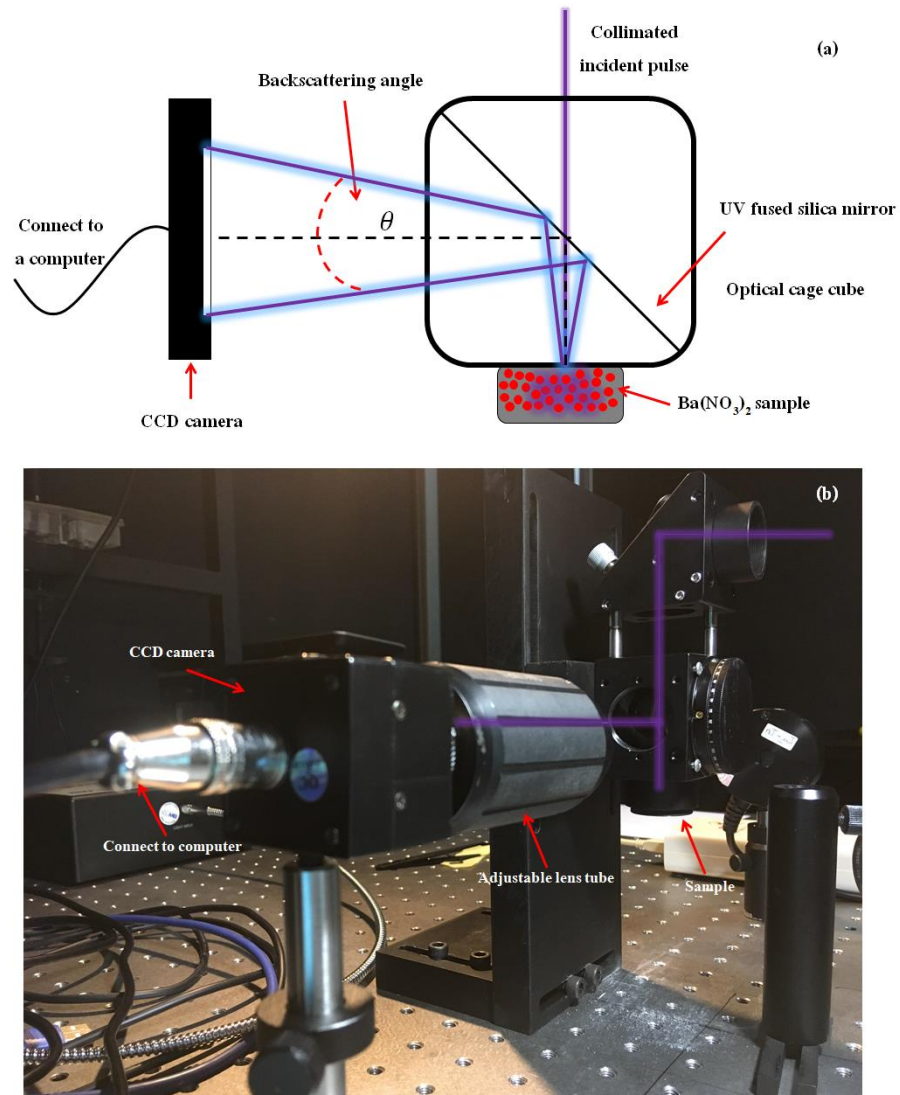 Collimated
incident pulse
(a)
Backscattering angle
θ
UV fused silica mirror
Connect to
a computer
Optical cage cube
Ba(NO3)2 sample
CCD camera
(b)
CCD camera
Connect to computer
Adjustable lens tube
Sample